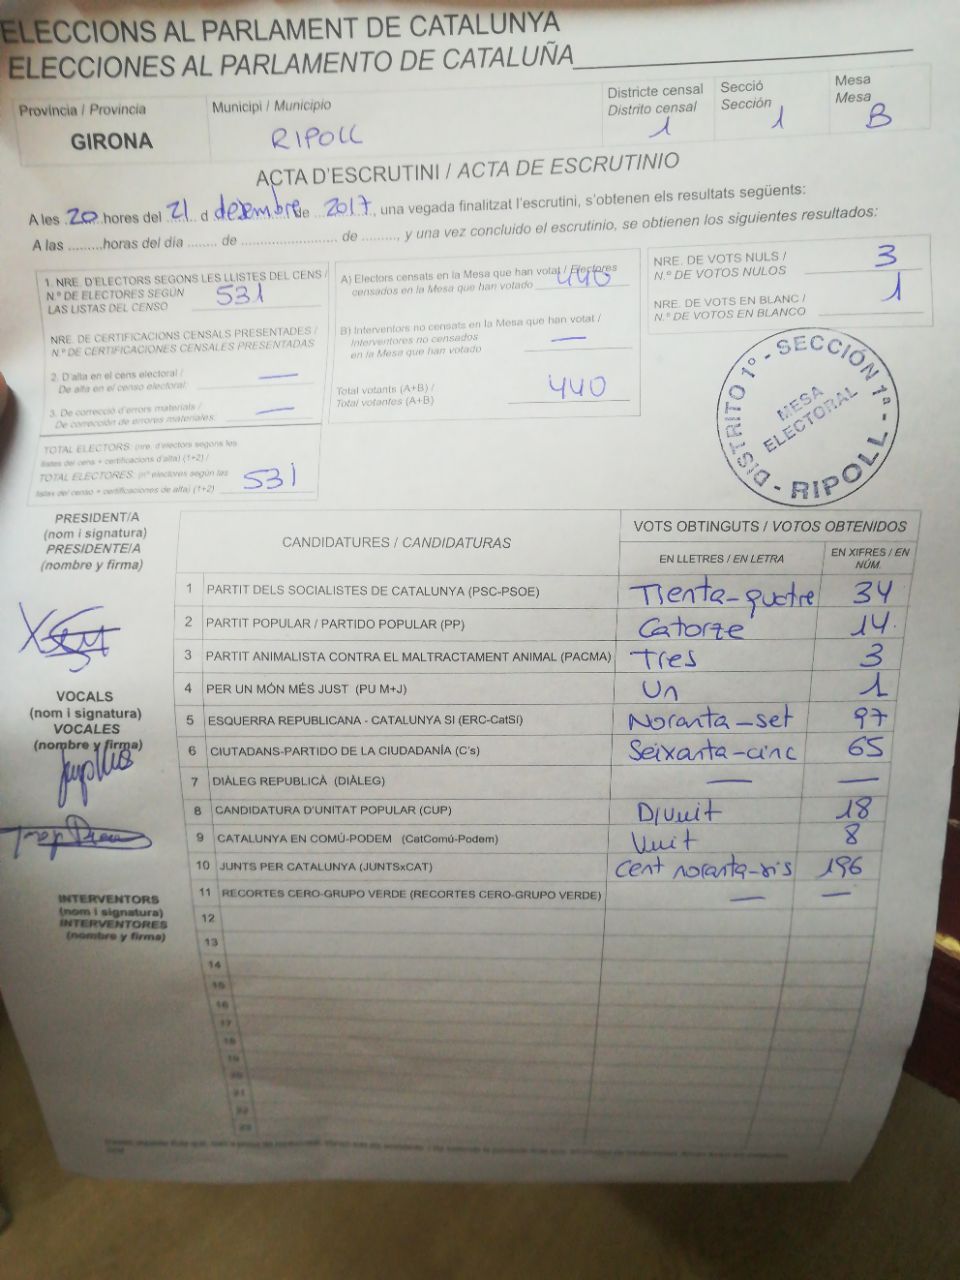 ELECCIONS AL PARLAMENT DE CATALUNYA
ELECCIONES AL PARLAMENTO DE CATALUÑA
Provincia / Provincia
GIRONA
Municipi / Municipio
RIPOLL
Districte censal
Distrito censal
1
Secció
Sección
1
Mesa
Mesa
B
ACTA D'ESCRUTINI / ACTA DE ESCRUTINIO
A les 20 hores del 21 d desembre de 2017, una vegada finalitzat l'escrutini, s'obtenen els resultats següents:
A las .........horas del día ....... de ........................ de ........., y una vez concluido el escrutinio, se obtienen los siguientes resultados:
1. NRE. D'ELECTORS SEGONS LES LLISTES DEL CENS /
N.º DE ELECTORES SEGÚN
LAS LISTAS DEL CENSO
531
NRE. DE CERTIFICACIONS CENSALS PRESENTADES /
N.º DE CERTIFICACIONES CENSALES PRESENTADAS
2. D'alta en el cens electoral /
De alta en el censo electoral: —
3. De correcció d'errors materials /
De corrección de errores materiales: —
TOTAL ELECTORS: (nre. d'electors segons les
llistes del cens + certificacions d'alta) (1+2) /
TOTAL ELECTORES: (nº electores según las
listas del censo + certificaciones de alta) (1+2)
531
A) Electors censats en la Mesa que han votat / Electores
censados en la Mesa que han votado 440
B) Interventors no censats en la Mesa que han votat /
Interventores no censados
en la Mesa que han votado —
Total votants (A+B) /
Total votantes (A+B) 440
NRE. DE VOTS NULS /
N.º DE VOTOS NULOS 3
NRE. DE VOTS EN BLANC /
N.º DE VOTOS EN BLANCO 1
DISTRITO 1º - SECCIÓN 1ª - RIPOLL -
MESA
ELECTORAL
PRESIDENT/A
(nom i signatura)
PRESIDENTE/A
(nombre y firma)
VOCALS
(nom i signatura)
VOCALES
(nombre y firma)
INTERVENTORS
(nom i signatura)
INTERVENTORES
(nombre y firma)
CANDIDATURES / CANDIDATURAS
VOTS OBTINGUTS / VOTOS OBTENIDOS
EN LLETRES / EN LETRA
EN XIFRES / EN
NÚM.
1 PARTIT DELS SOCIALISTES DE CATALUNYA (PSC-PSOE) Trenta-quatre 34
2 PARTIT POPULAR / PARTIDO POPULAR (PP) Catorze 14
3 PARTIT ANIMALISTA CONTRA EL MALTRACTAMENT ANIMAL (PACMA) Tres 3
4 PER UN MÓN MÉS JUST (PU M+J) Un 1
5 ESQUERRA REPUBLICANA - CATALUNYA SI (ERC-CatSí) Noranta-set 97
6 CIUTADANS-PARTIDO DE LA CIUDADANÍA (C's) Seixanta-cinc 65
7 DIÀLEG REPUBLICÀ (DIÀLEG) — —
8 CANDIDATURA D'UNITAT POPULAR (CUP) Divuit 18
9 CATALUNYA EN COMÚ-PODEM (CatComú-Podem) Vuit 8
10 JUNTS PER CATALUNYA (JUNTSxCAT) Cent noranta-sis 196
11 RECORTES CERO-GRUPO VERDE (RECORTES CERO-GRUPO VERDE) — —
12
13
14
15
16
17
18
19
20
21
22
23